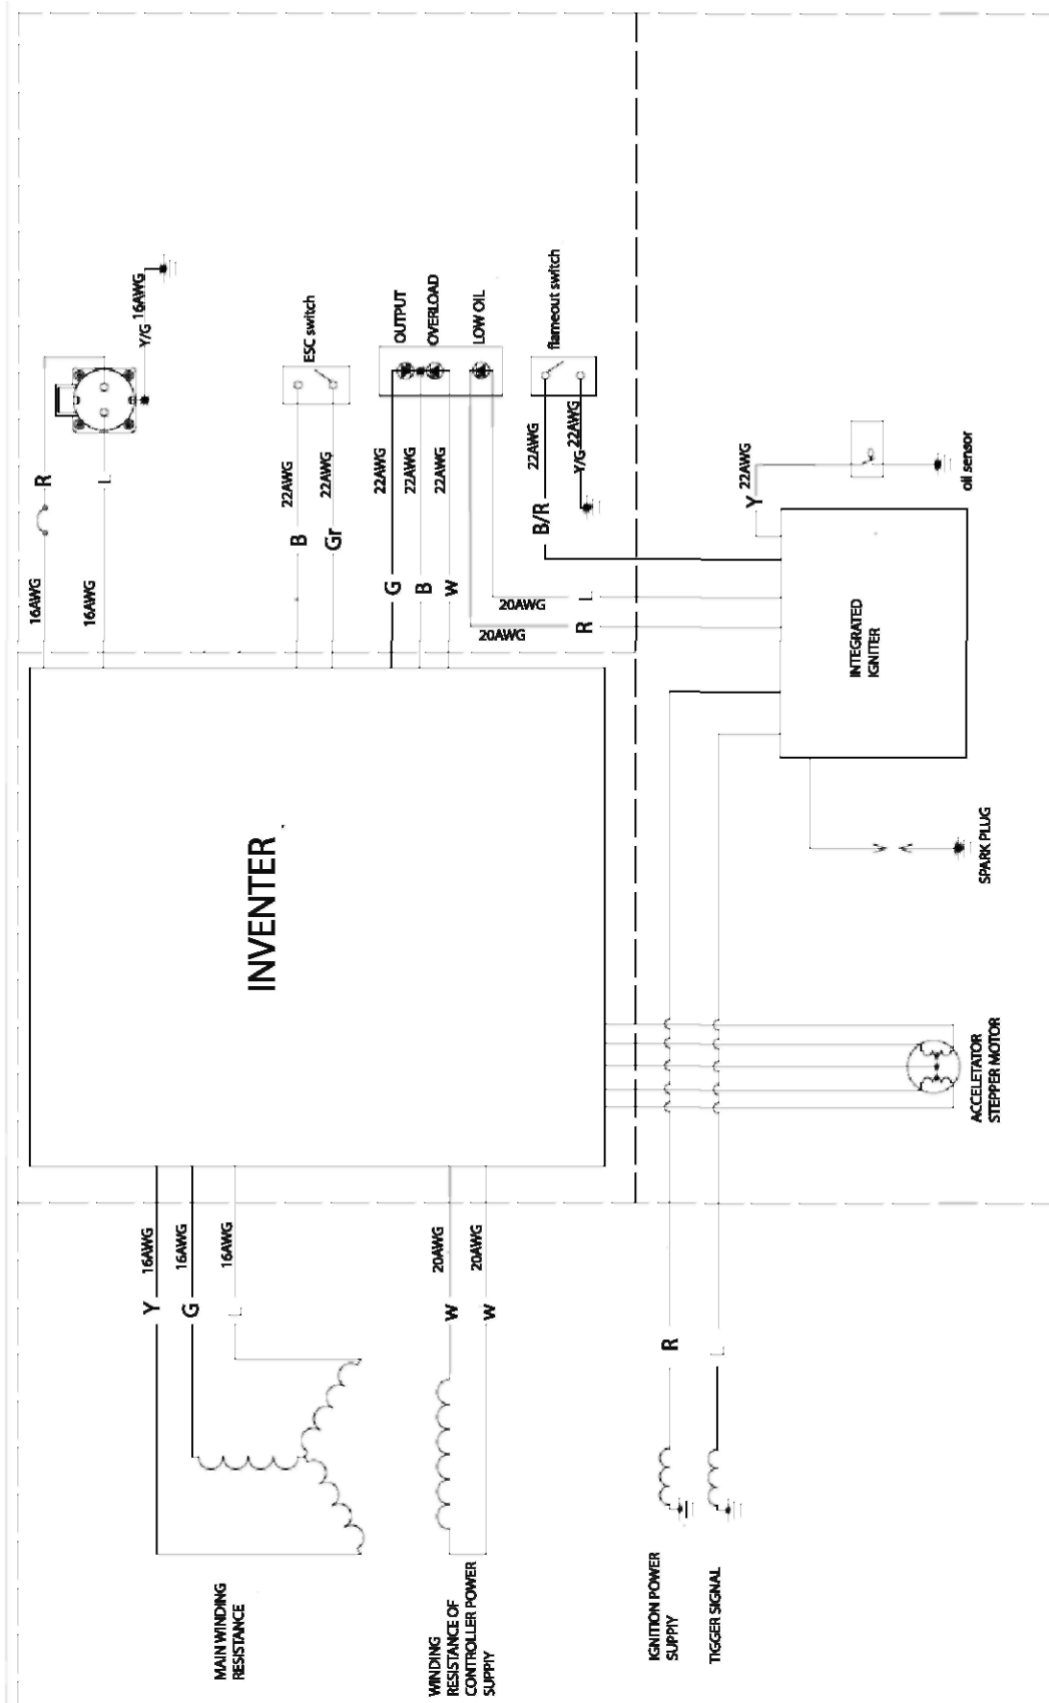 16AWG
Y/G
R
L
16AWG
16AWG
ESC switch
22AWG
22AWG
B
Gr
OUTPUT
OVERLOAD
LOW OIL
22AWG
22AWG
22AWG
G
B
W
20AWG
L
20AWG
R
flameout switch
22AWG
22AWG
B/R
Y/G
22AWG
Y
oil sensor
INTEGRATED
IGNITER
SPARK PLUG
INVENTER
ACCELETATOR
STEPPER MOTOR
16AWG
16AWG
16AWG
Y
G
L
20AWG
20AWG
W
W
R
L
MAIN WINDING
RESISTANCE
WINDING
RESISTANCE OF
CONTROLLER POWER
SUPPIY
IGNITION POWER
SUPPIY
TIGGER SIGNAL